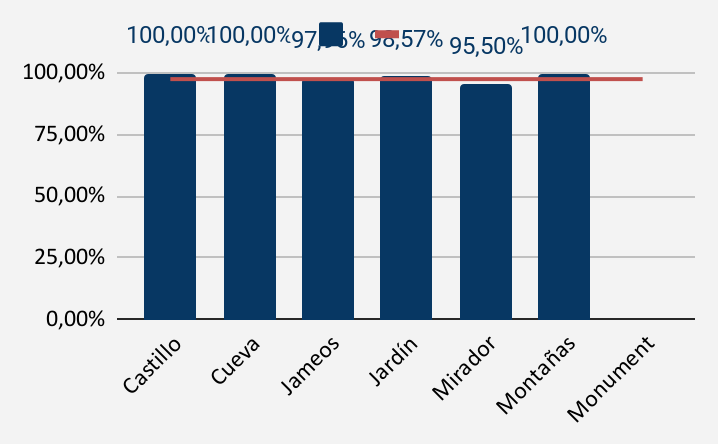 100,00%
100,00%
98,57%
95,50%
100,00%
100,00%
75,00%
50,00%
25,00%
0,00%
Castillo
Cueva
Jameos
Jardín
Mirador
Montañas
Monument